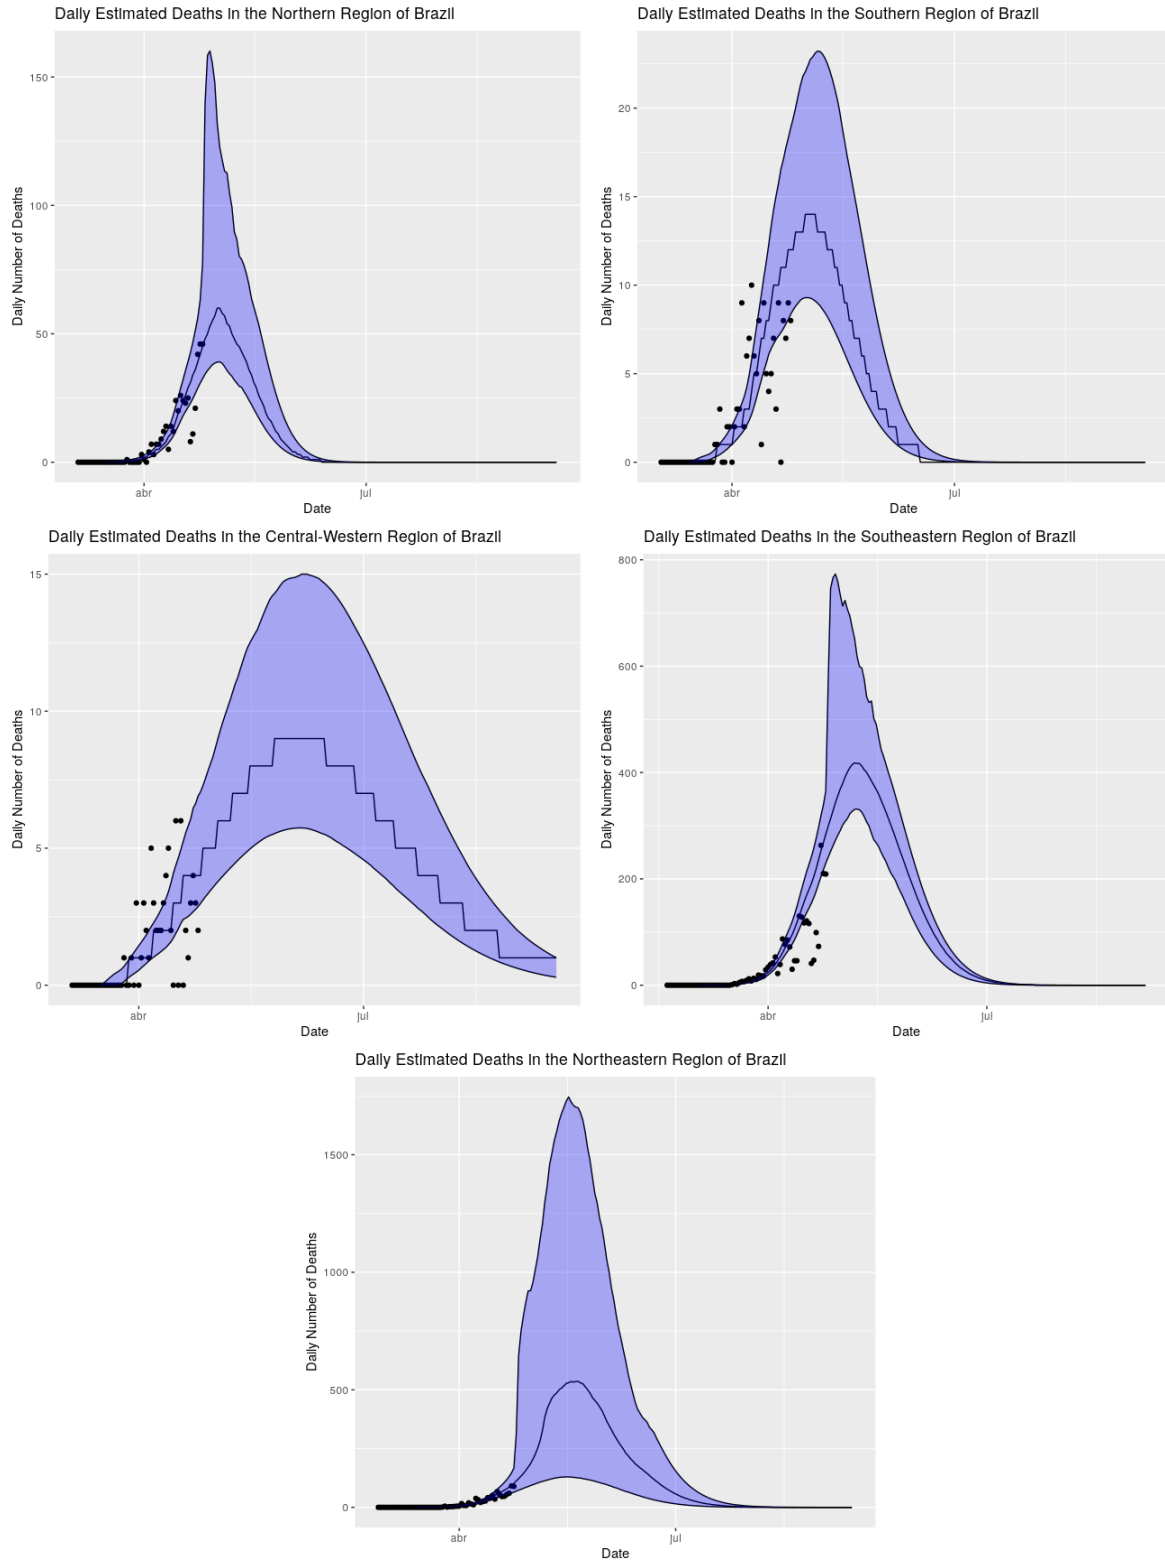 Daily Estimated Deaths in the Northern Region of Brazil
Daily Number of Deaths
150
100
50
0
abr
jul
Date
Daily Estimated Deaths in the Southern Region of Brazil
Daily Number of Deaths
20
15
10
5
0
abr
jul
Date
Daily Estimated Deaths in the Central-Western Region of Brazil
Daily Number of Deaths
15
10
5
0
abr
jul
Date
Daily Estimated Deaths in the Southeastern Region of Brazil
Daily Number of Deaths
800
600
400
200
0
abr
jul
Date
Daily Estimated Deaths in the Northeastern Region of Brazil
Daily Number of Deaths
1500
1000
500
0
abr
jul
Date